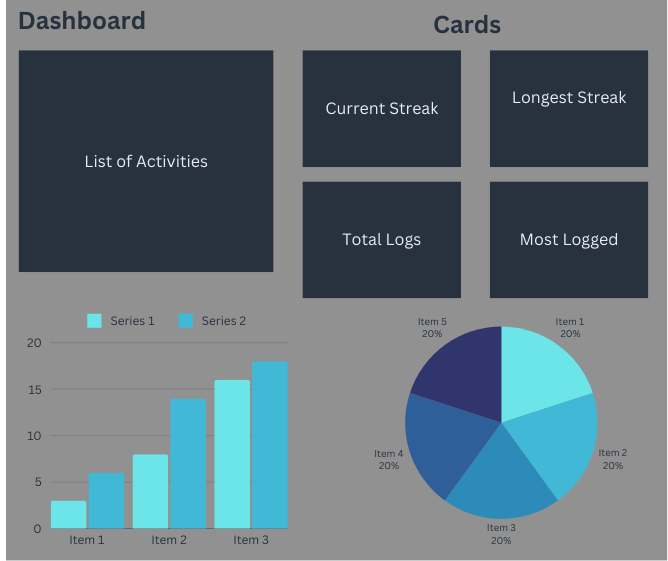 Dashboard
Cards
List of Activities
Current Streak
Longest Streak
Total Logs
Most Logged
Series 1
Series 2
20
15
10
5
0
Item 1
Item 2
Item 3
Item 5
20%
Item 1
20%
Item 4
20%
Item 2
20%
Item 3
20%